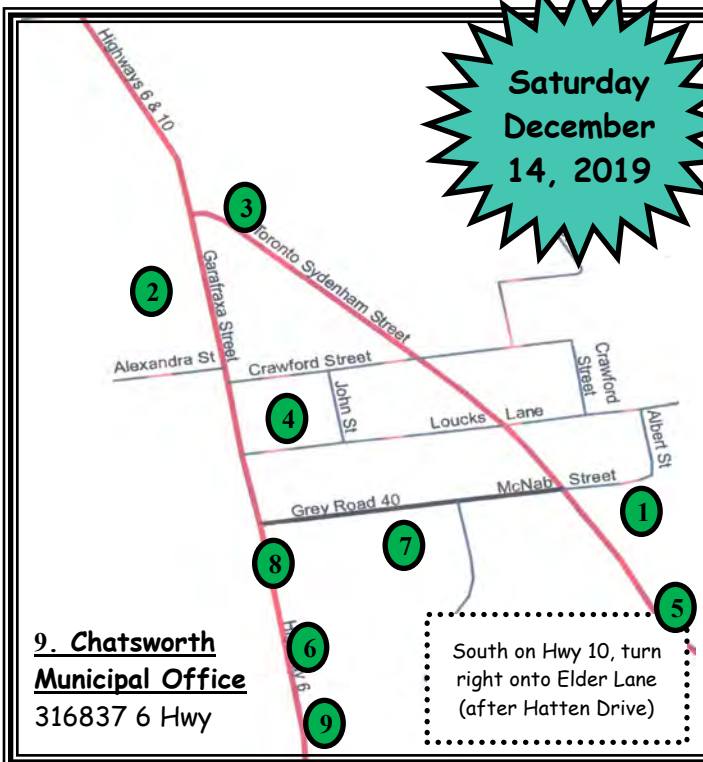 Saturday
December
14, 2019
Highways 6 & 10
3
Toronto Sydenham Street
2
Garafraxa Street
Alexandra St
Crawford Street
Crawford
Street
John St
4
Loucks Lane
Albert St
McNab Street
Grey Road 40
1
7
8
5
6
9
9. Chatsworth
Municipal Office
316837 6 Hwy
South on Hwy 10, turn
right onto Elder Lane
(after Hatten Drive)